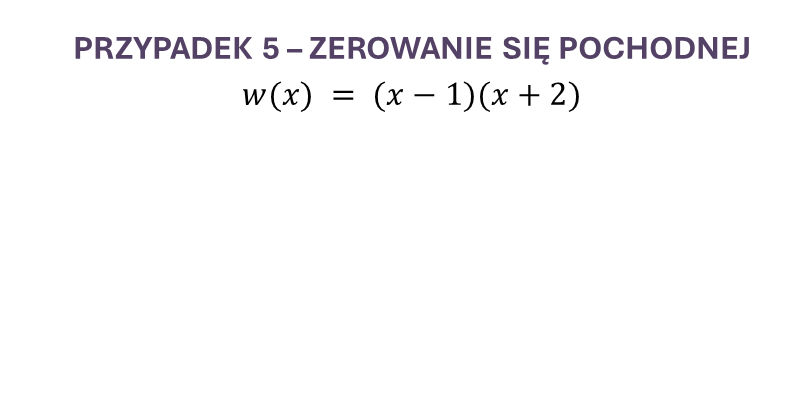 PRZYPADEK 5 – ZEROWANIE SIĘ POCHODNEJ
w(x) = (x − 1)(x + 2)